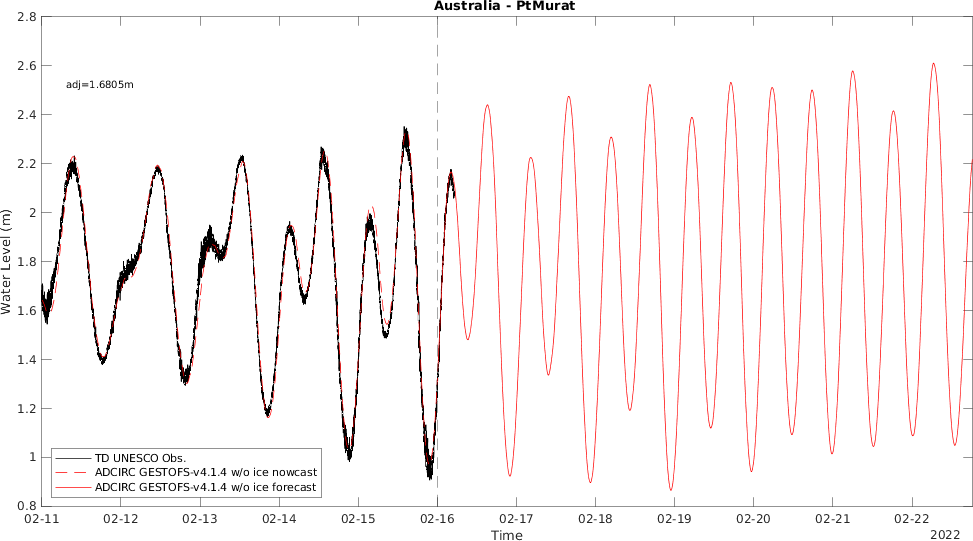 Australia - PtMurat
2.8
2.6
adj=1.6805m
2.4
2.2
2
1.8
1.6
1.4
1.2
1
0.8
Water Level (m)
TD UNESCO Obs.
ADCIRC GESTOFS-v4.1.4 w/o ice nowcast
ADCIRC GESTOFS-v4.1.4 w/o ice forecast
02-11 02-12 02-13 02-14 02-15 02-16 02-17 02-18 02-19 02-20 02-21 02-22
Time
2022